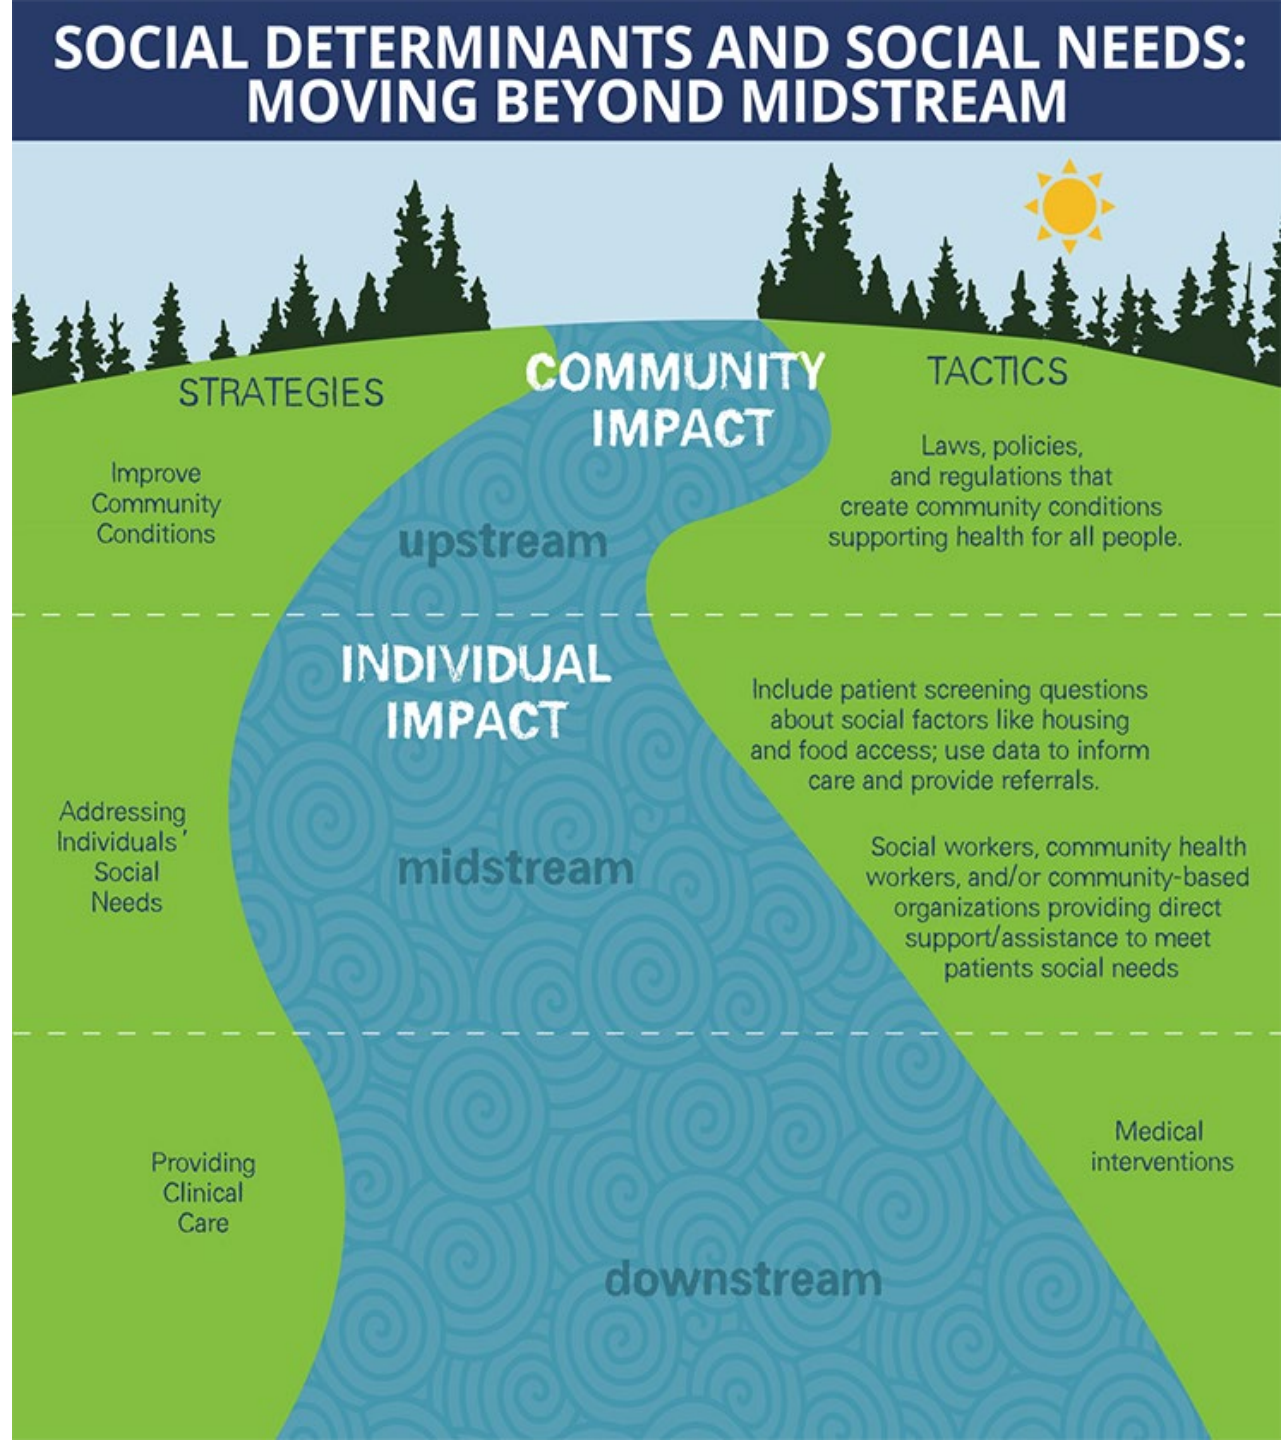 SOCIAL DETERMINANTS AND SOCIAL NEEDS:
MOVING BEYOND MIDSTREAM
STRATEGIES
COMMUNITY
IMPACT
TACTICS
Improve
Community
Conditions
upstream
Laws, policies,
and regulations that
create community conditions
supporting health for all people.
INDIVIDUAL
IMPACT
Addressing
Individuals'
Social
Needs
midstream
Include patient screening questions
about social factors like housing
and food access; use data to inform
care and provide referrals.
Social workers, community health
workers, and/or community-based
organizations providing direct
support/assistance to meet
patients social needs
Providing
Clinical
Care
downstream
Medical
interventions